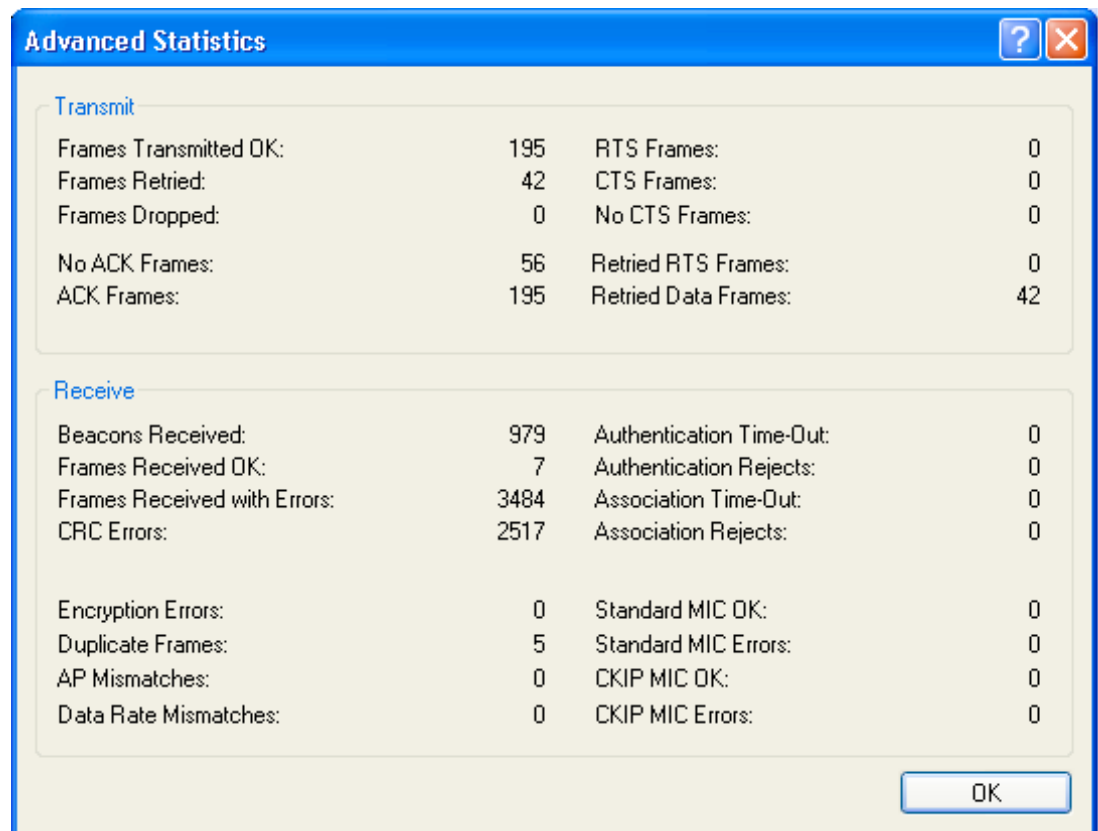 Advanced Statistics
Transmit
Frames Transmitted OK: 195 RTS Frames: 0
Frames Retried: 42 CTS Frames: 0
Frames Dropped: 0 No CTS Frames: 0
No ACK Frames: 56 Retried RTS Frames: 0
ACK Frames: 195 Retried Data Frames: 42
Receive
Beacons Received: 979 Authentication Time-Out: 0
Frames Received OK: 7 Authentication Rejects: 0
Frames Received with Errors: 3484 Association Time-Out: 0
CRC Errors: 2517 Association Rejects: 0
Encryption Errors: 0 Standard MIC OK: 0
Duplicate Frames: 5 Standard MIC Errors: 0
AP Mismatches: 0 CKIP MIC OK: 0
Data Rate Mismatches: 0 CKIP MIC Errors: 0
OK